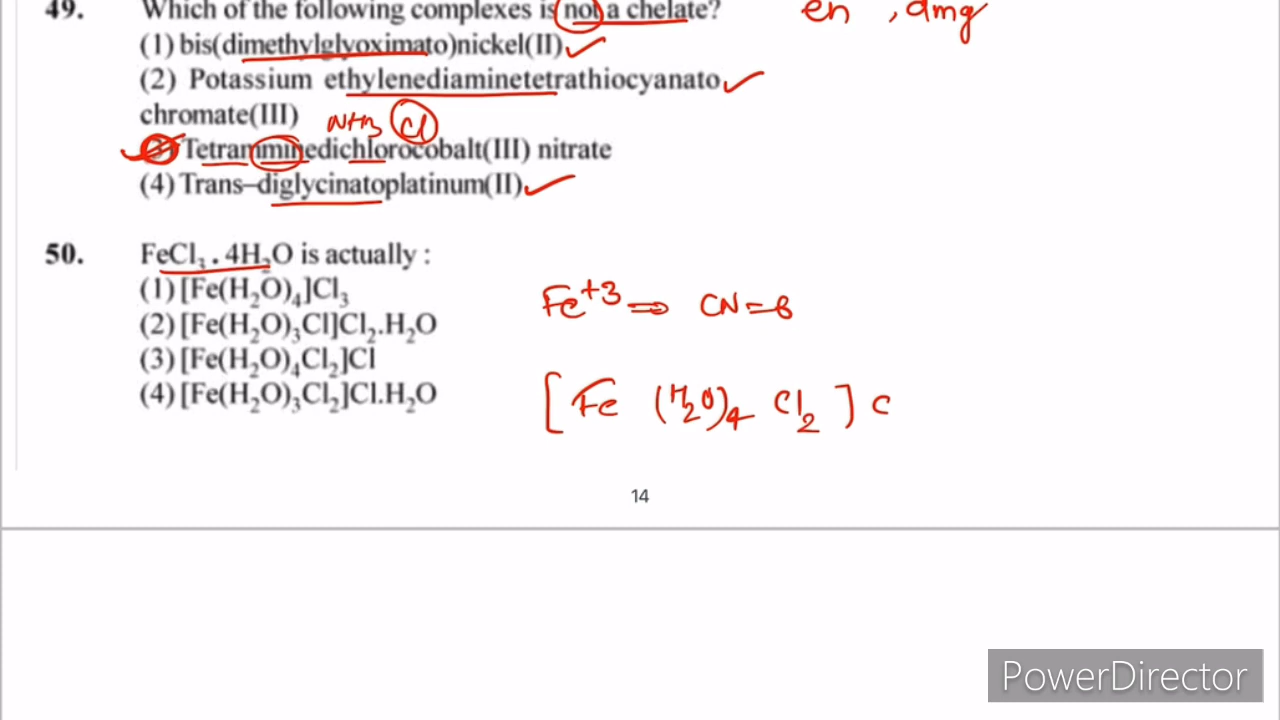 49. Which of the following complexes is not a chelate? en , dmg
(1) bis(dimethylglyoximato)nickel(II)
(2) Potassium ethylenediaminetetrathiocyanato
chromate(III) NH3 Cl
(3) Tetramminedichlorocobalt(III) nitrate
(4) Trans–diglycinatoplatinum(II)
50. FeCl₃ . 4H₂O is actually :
(1) [Fe(H₂O)₄]Cl₃
(2) [Fe(H₂O)₃Cl]Cl₂.H₂O
(3) [Fe(H₂O)₄Cl₂]Cl
(4) [Fe(H₂O)₃Cl₂]Cl.H₂O
Fe⁺³ ⇒ CN=6
[Fe (H₂O)₄ Cl₂] C
14
PowerDirector